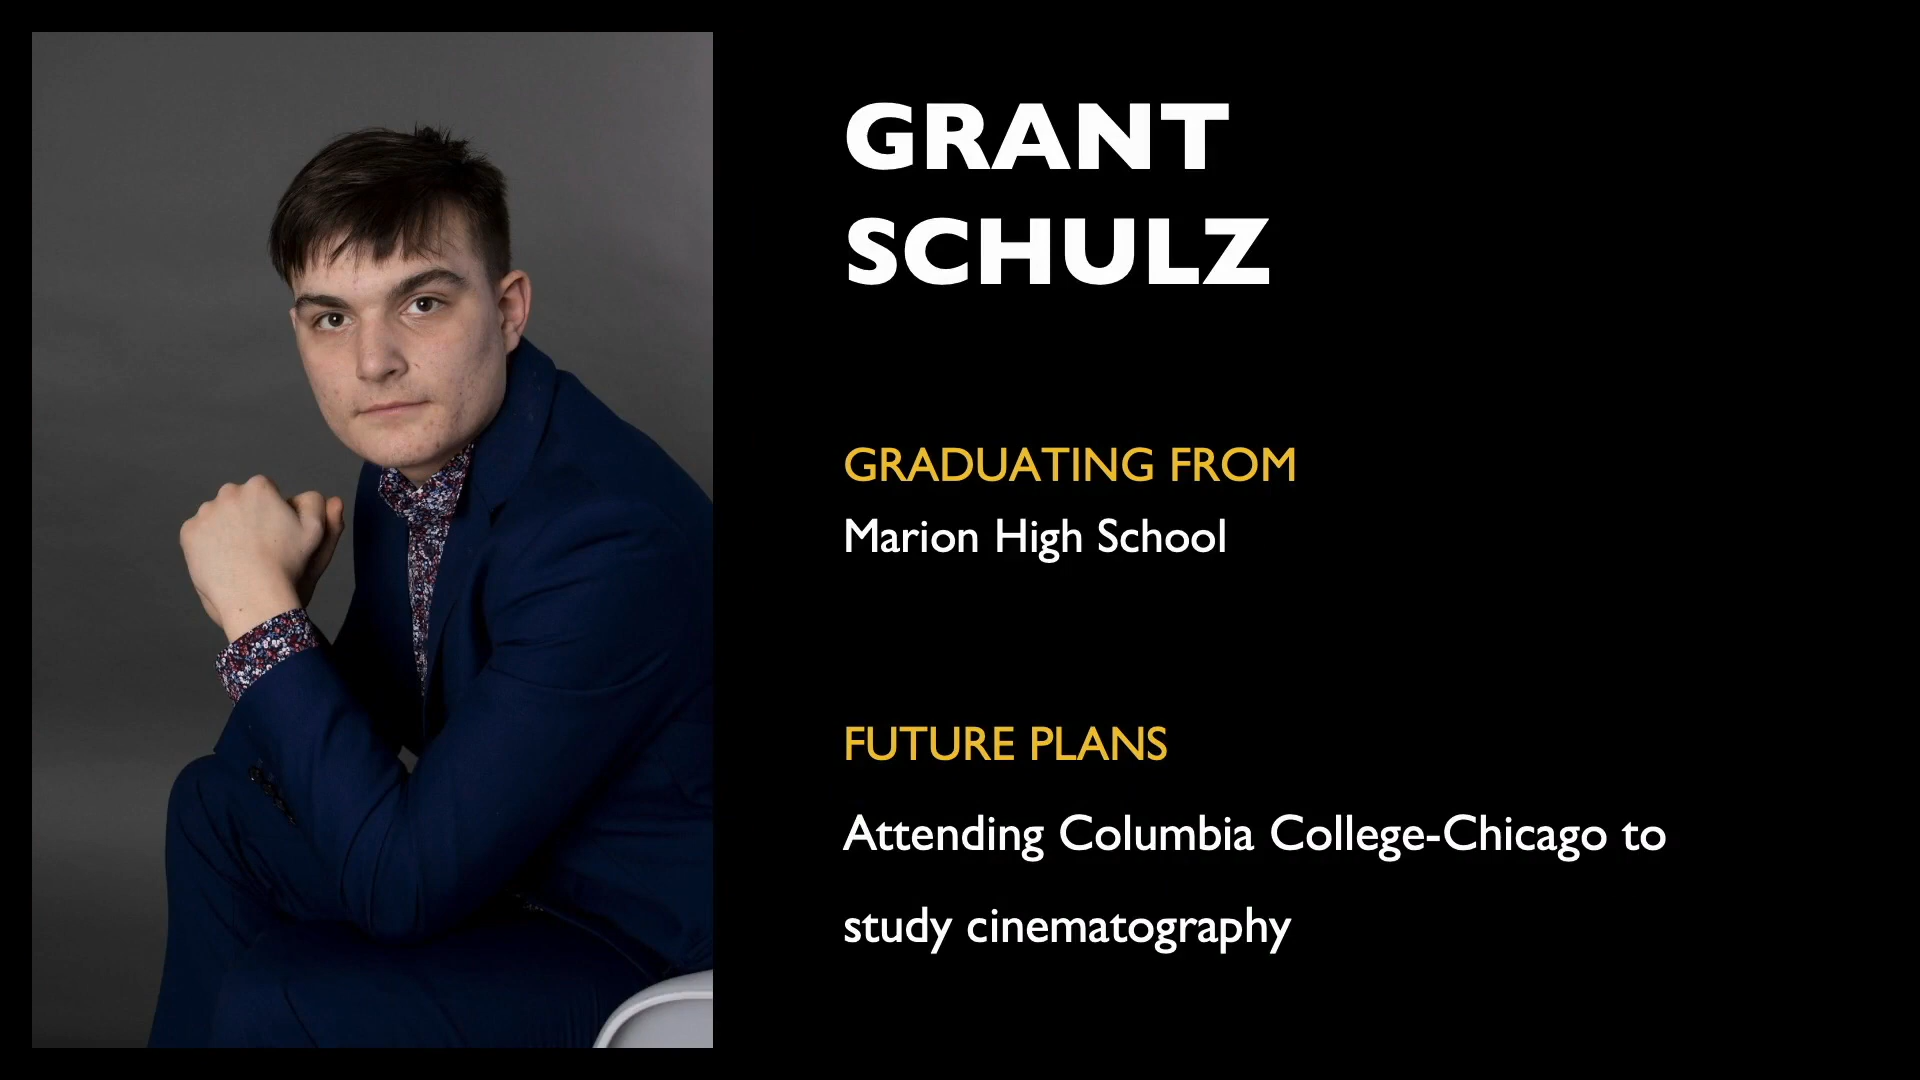 GRANT
SCHULZ
GRADUATING FROM
Marion High School
FUTURE PLANS
Attending Columbia College-Chicago to
study cinematography